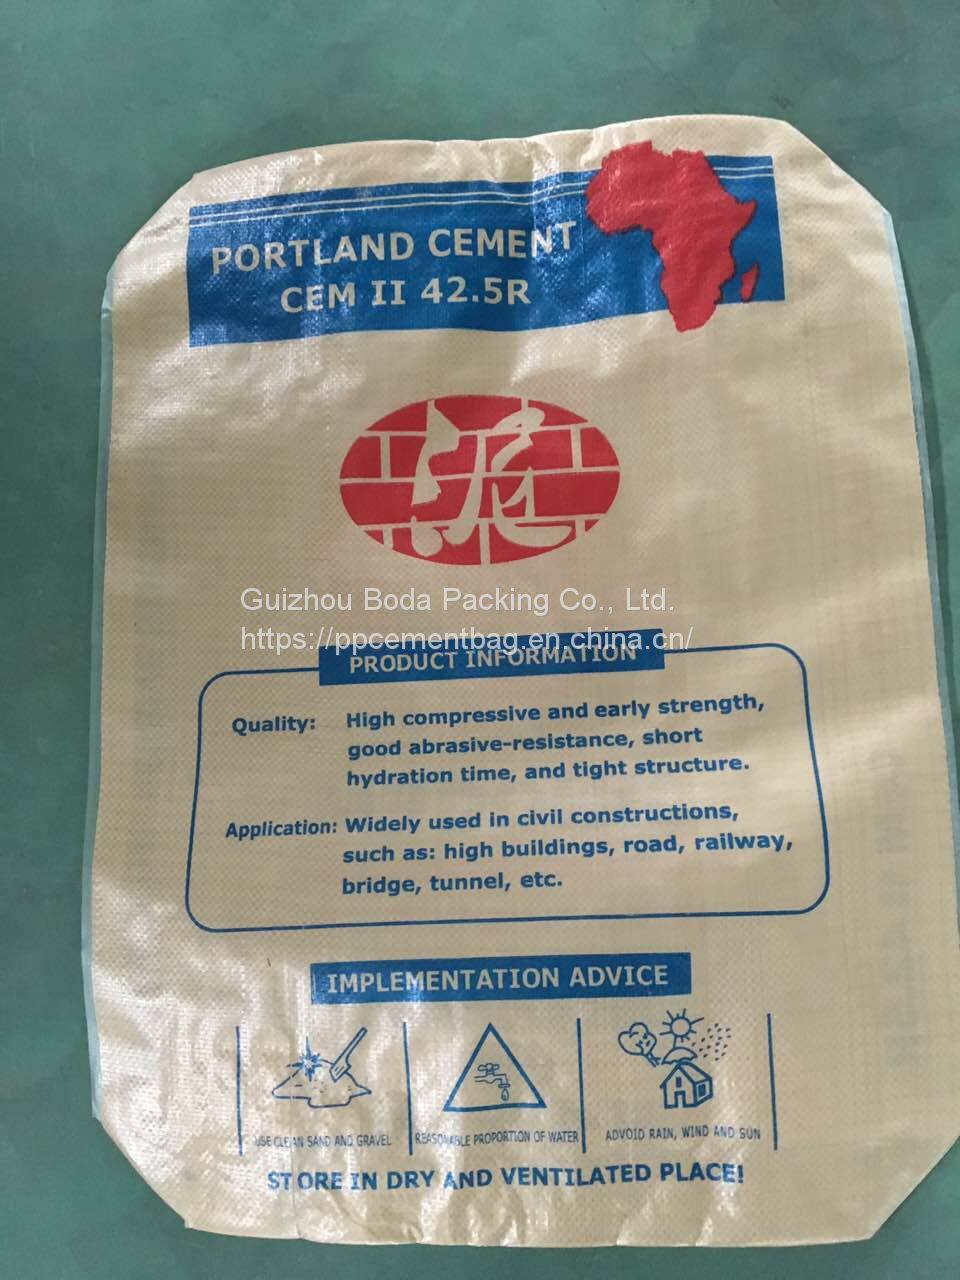 PORTLAND CEMENT
CEM II 42.5R
泥
Guizhou Boda Packing Co., Ltd.
https://ppcementbag.en.china.cn/
PRODUCT INFORMATION
Quality: High compressive and early strength,
good abrasive-resistance, short
hydration time, and tight structure.
Application: Widely used in civil constructions,
such as: high buildings, road, railway,
bridge, tunnel, etc.
IMPLEMENTATION ADVICE
USE CLEAN SAND AND GRAVEL
REASONABLE PROPORTION OF WATER
ADVOID RAIN, WIND AND SUN
STORE IN DRY AND VENTILATED PLACE!